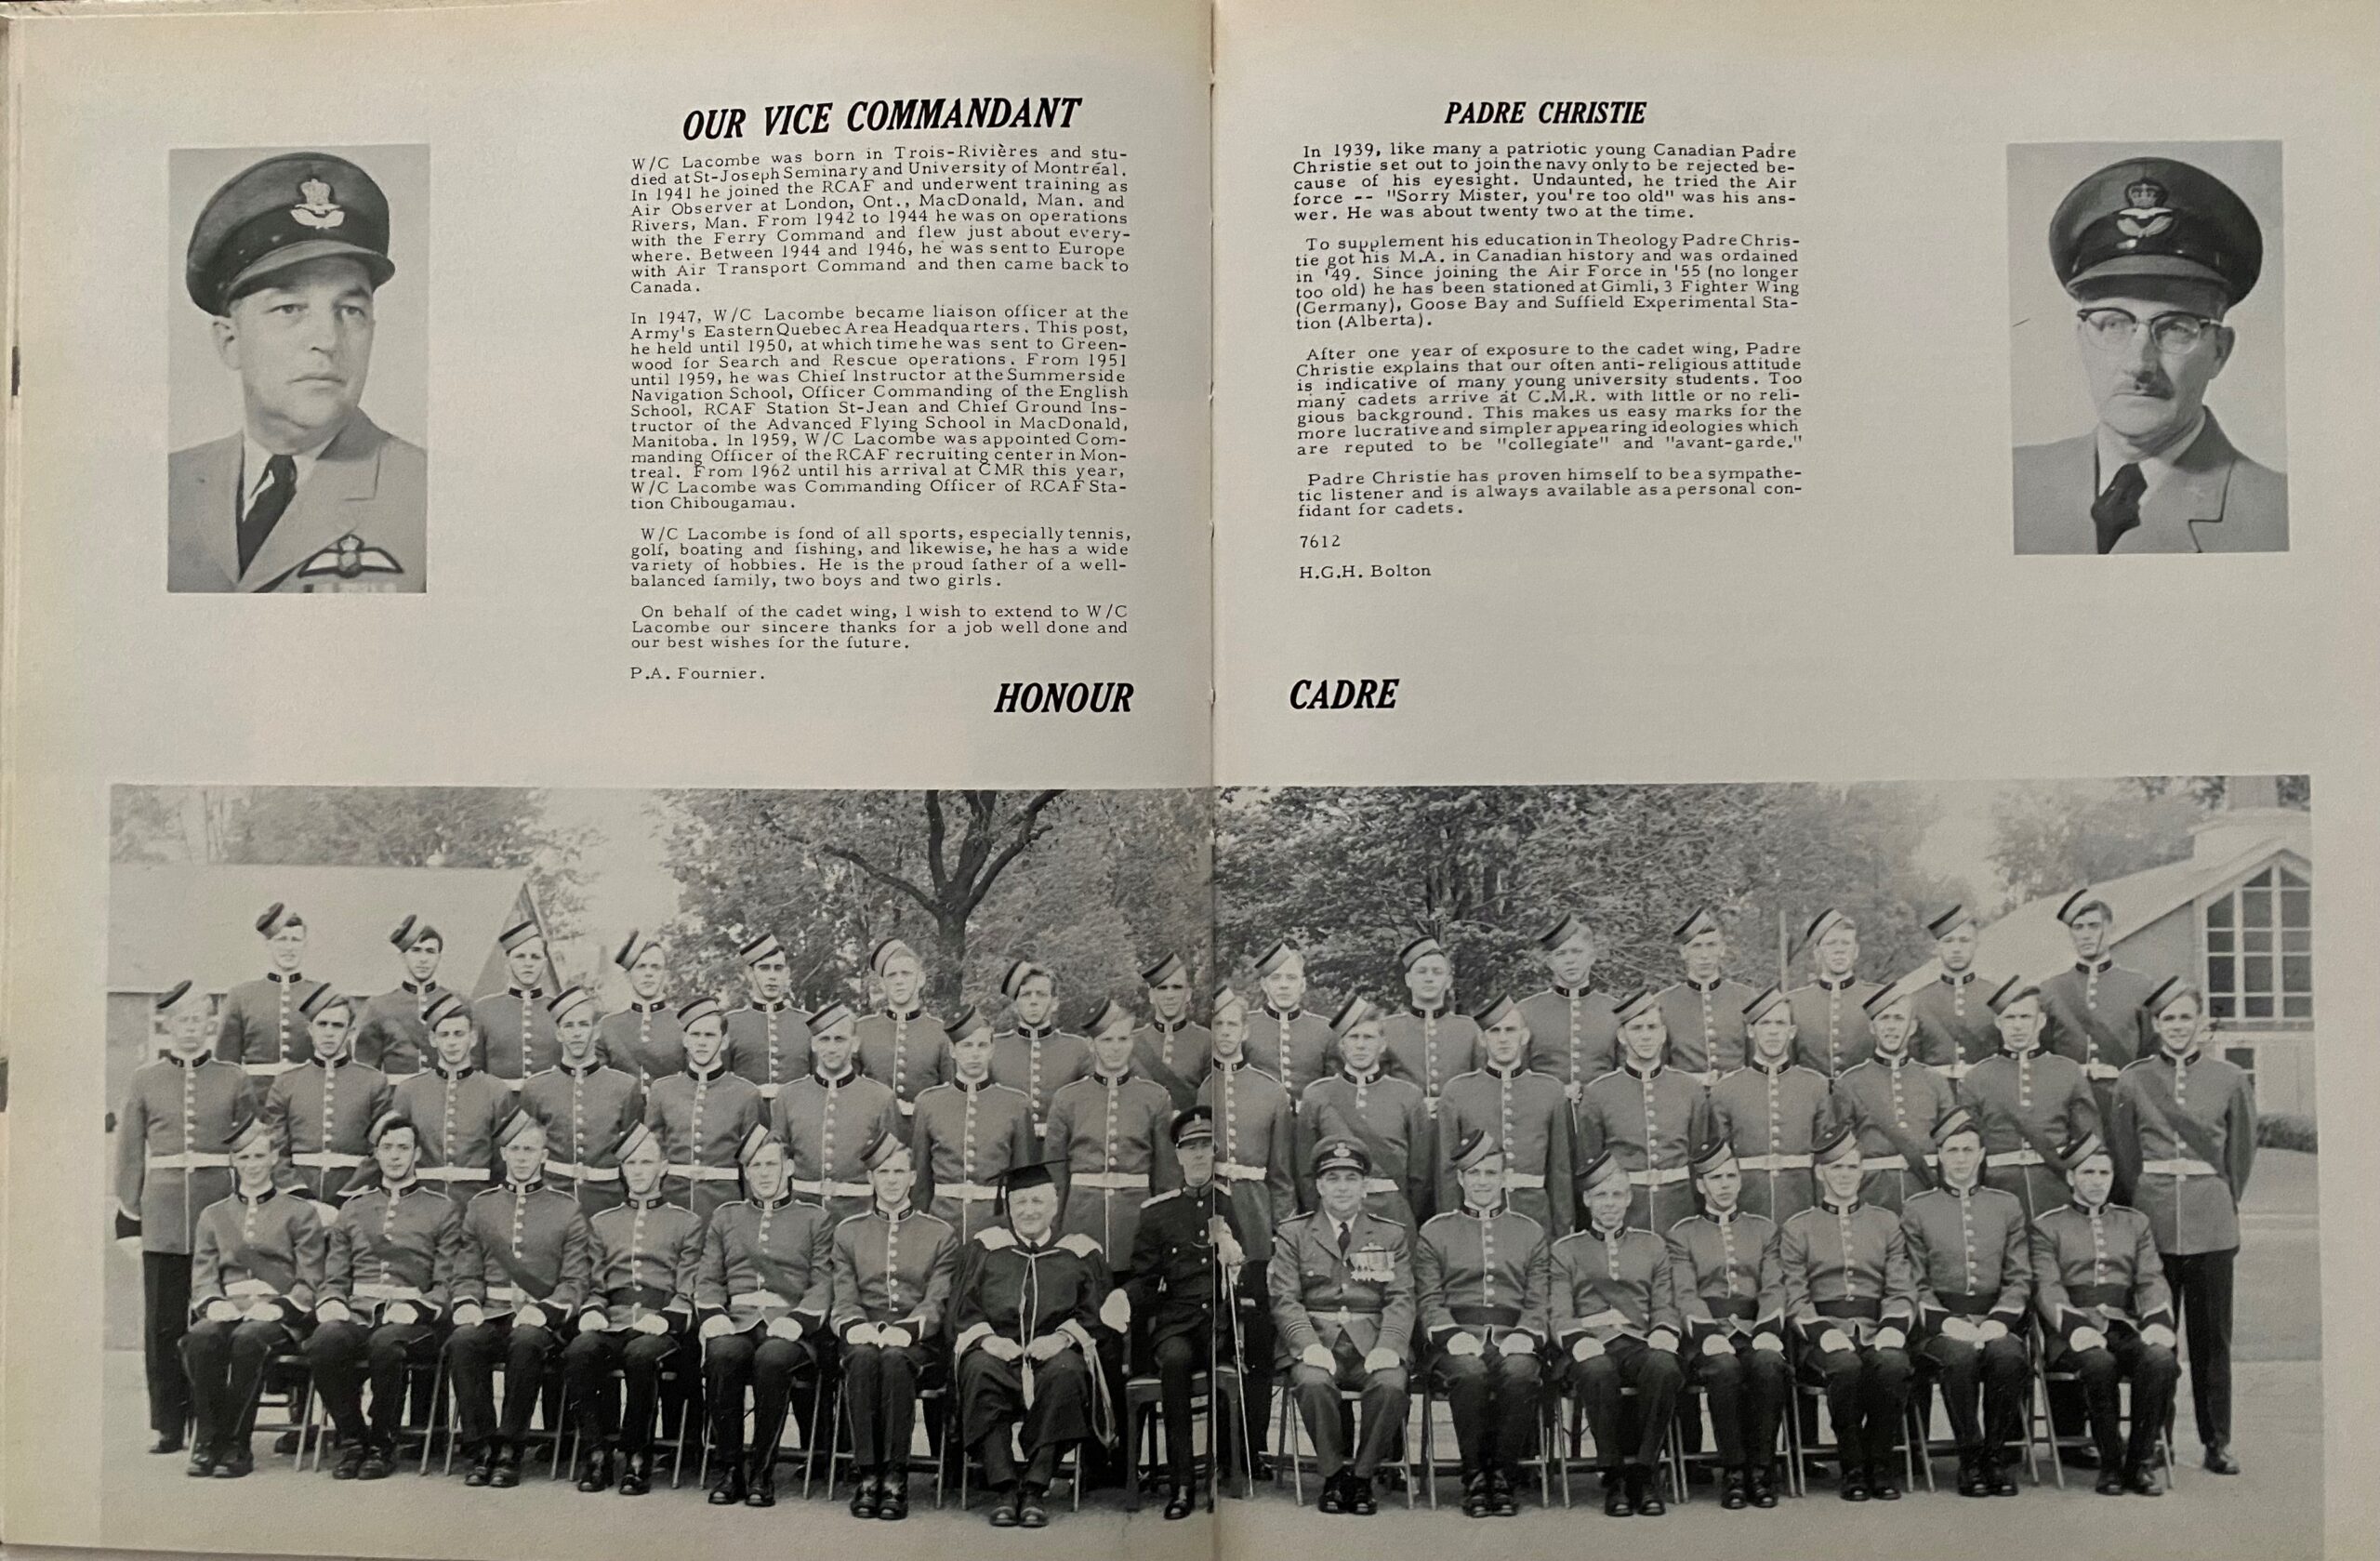 OUR VICE COMMANDANT
W/C Lacombe was born in Trois-Rivières and stu-
died at St-Joseph Seminary and University of Montréal.
In 1941 he joined the RCAF and underwent training as
Air Observer at London, Ont., MacDonald, Man. and
Rivers, Man. From 1942 to 1944 he was on operations
with the Ferry Command and flew just about every-
where. Between 1944 and 1946, he was sent to Europe
with Air Transport Command and then came back to
Canada.
In 1947, W/C Lacombe became liaison officer at the
Army's Eastern Quebec Area Headquarters. This post,
he held until 1950, at which time he was sent to Green-
wood for Search and Rescue operations. From 1951
until 1959, he was Chief Instructor at the Summerside
Navigation School, Officer Commanding of the English
School, RCAF Station St-Jean and Chief Ground Ins-
tructor of the Advanced Flying School in MacDonald,
Manitoba. In 1959, W/C Lacombe was appointed Com-
manding Officer of the RCAF recruiting center in Mon-
treal. From 1962 until his arrival at CMR this year,
W/C Lacombe was Commanding Officer of RCAF Sta-
tion Chibougamau.
W/C Lacombe is fond of all sports, especially tennis,
golf, boating and fishing, and likewise, he has a wide
variety of hobbies. He is the proud father of a well-
balanced family, two boys and two girls.
On behalf of the cadet wing, I wish to extend to W/C
Lacombe our sincere thanks for a job well done and
our best wishes for the future.
P.A. Fournier.
PADRE CHRISTIE
In 1939, like many a patriotic young Canadian Padre
Christie set out to join the navy only to be rejected be-
cause of his eyesight. Undaunted, he tried the Air
force -- "Sorry Mister, you're too old" was his ans-
wer. He was about twenty two at the time.
To supplement his education in Theology Padre Chris-
tie got his M.A. in Canadian history and was ordained
in '49. Since joining the Air Force in '55 (no longer
too old) he has been stationed at Gimli, 3 Fighter Wing
(Germany), Goose Bay and Suffield Experimental Sta-
tion (Alberta).
After one year of exposure to the cadet wing, Padre
Christie explains that our often anti-religious attitude
is indicative of many young university students. Too
many cadets arrive at C.M.R. with little or no reli-
gious background. This makes us easy marks for the
more lucrative and simpler appearing ideologies which
are reputed to be "collegiate" and "avant-garde."
Padre Christie has proven himself to be a sympathe-
tic listener and is always available as a personal con-
fidant for cadets.
7612
H.G.H. Bolton
HONOUR CADRE